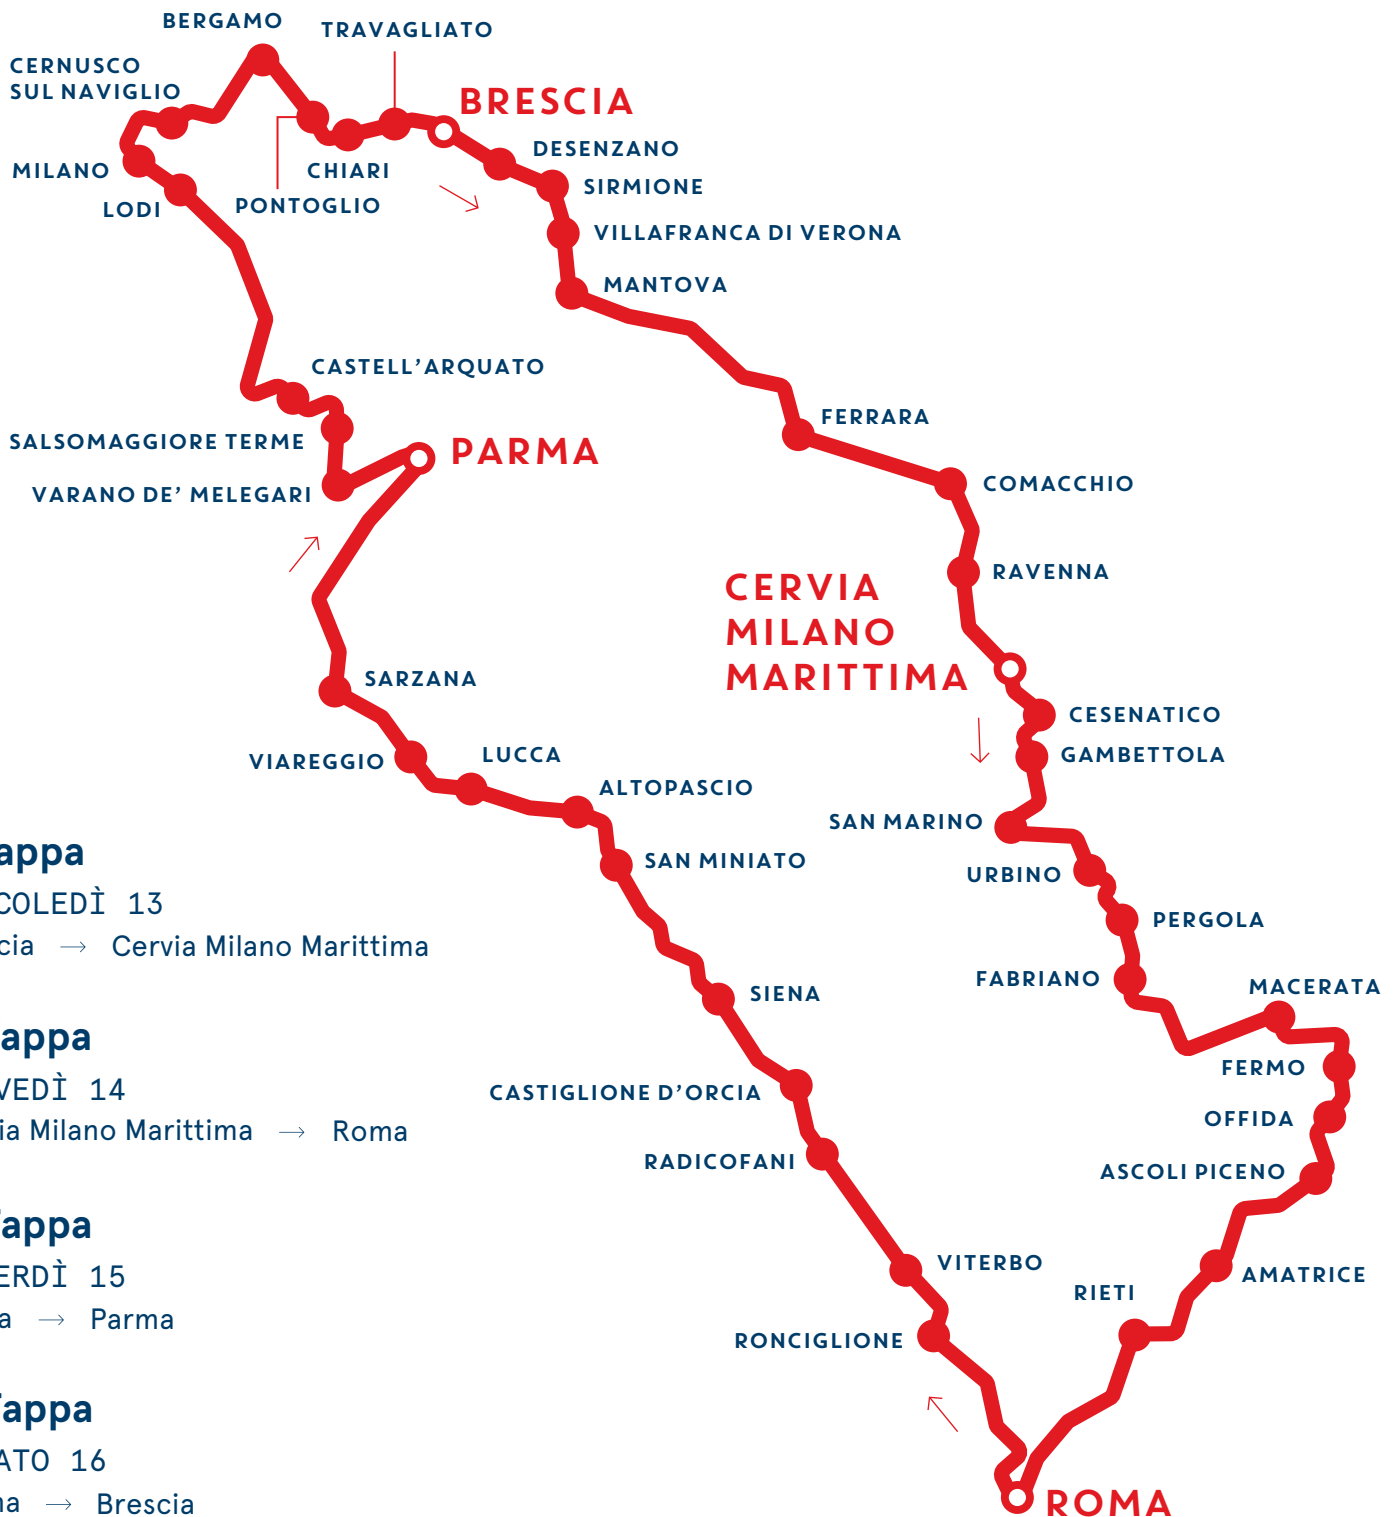 BERGAMO
TRAVAGLIATO
CERNUSCO
SUL NAVIGLIO
BRESCIA
DESENZANO
MILANO
CHIARI
SIRMIONE
LODI
PONTOGLIO
VILLAFRANCA DI VERONA
MANTOVA
CASTELL'ARQUATO
FERRARA
SALSOMAGGIORE TERME
PARMA
VARANO DE' MELEGARI
COMACCHIO
RAVENNA
CERVIA
MILANO
MARITTIMA
SARZANA
CESENATICO
VIAREGGIO
LUCCA
GAMBETTOLA
ALTOPASCIO
SAN MARINO
SAN MINIATO
URBINO
PERGOLA
FABRIANO
MACERATA
SIENA
FERMO
CASTIGLIONE D'ORCIA
OFFIDA
RADICOFANI
ASCOLI PICENO
VITERBO
AMATRICE
RIETI
RONCIGLIONE
ROMA
appa
COLEDÌ 13
cia → Cervia Milano Marittima
appa
VEDÌ 14
ia Milano Marittima → Roma
appa
ERDÌ 15
a → Parma
appa
ATO 16
na → Brescia